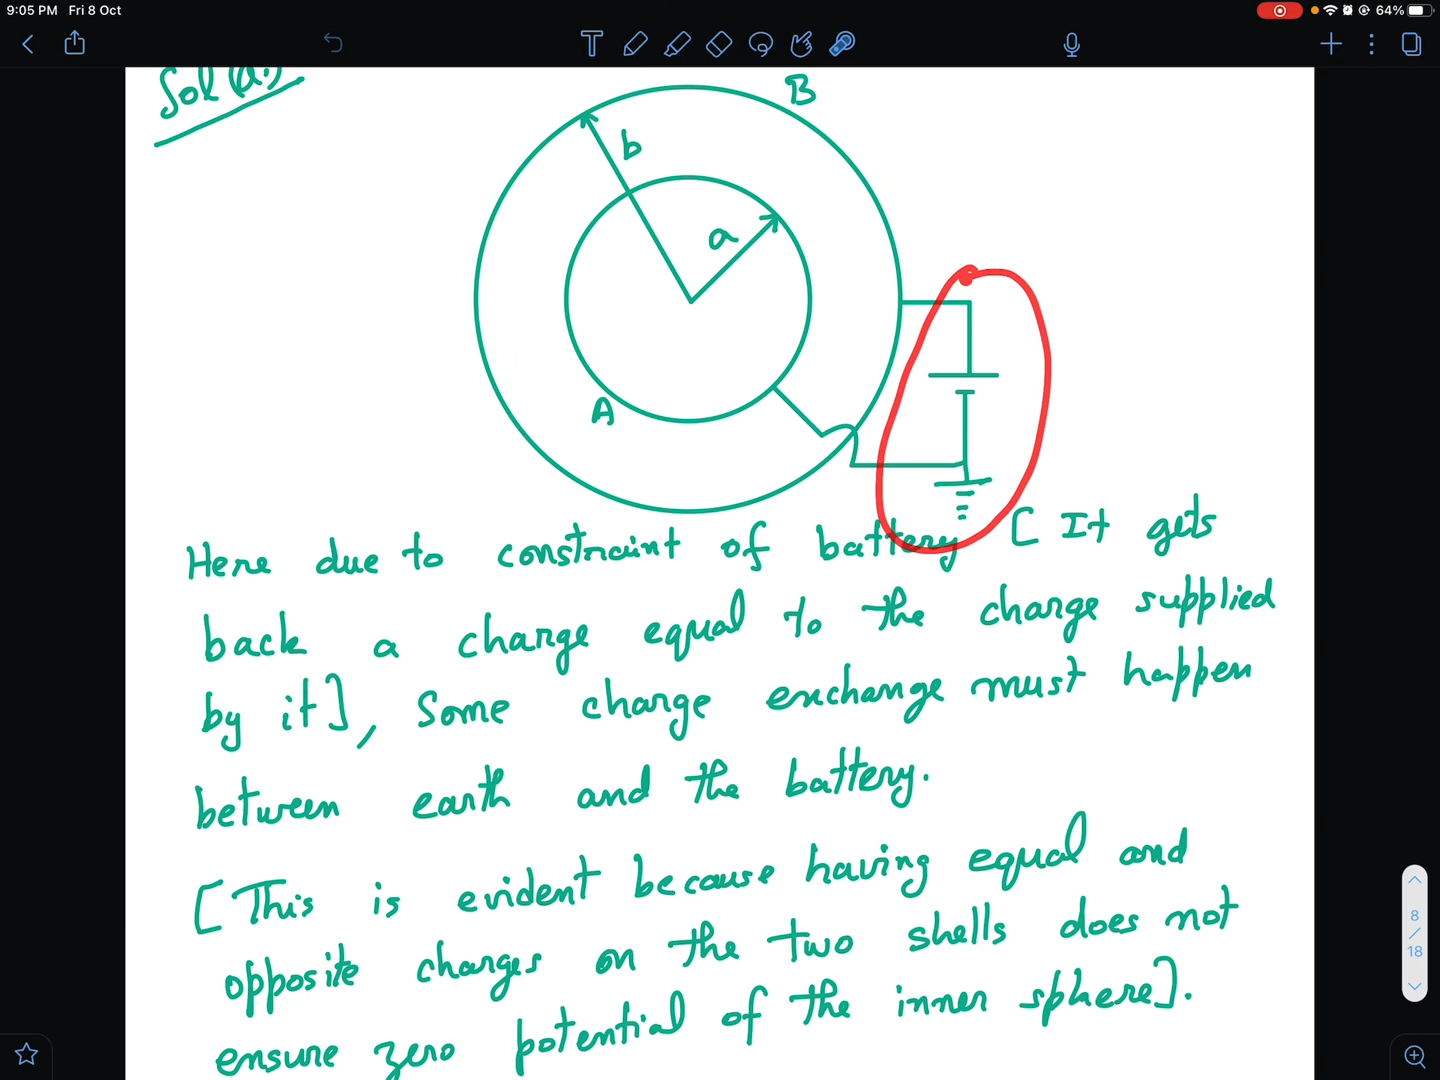 9:05 PM Fri 8 Oct
64%
Sol (a.)
B
b
a
A
Here due to constraint of battery [ It gets
back a charge equal to the charge supplied
by it], Some charge exchange must happen
between earth and the battery.
[This is evident because having equal and
opposite charges on the two shells does not
ensure zero potential of the inner sphere].
8
/
18